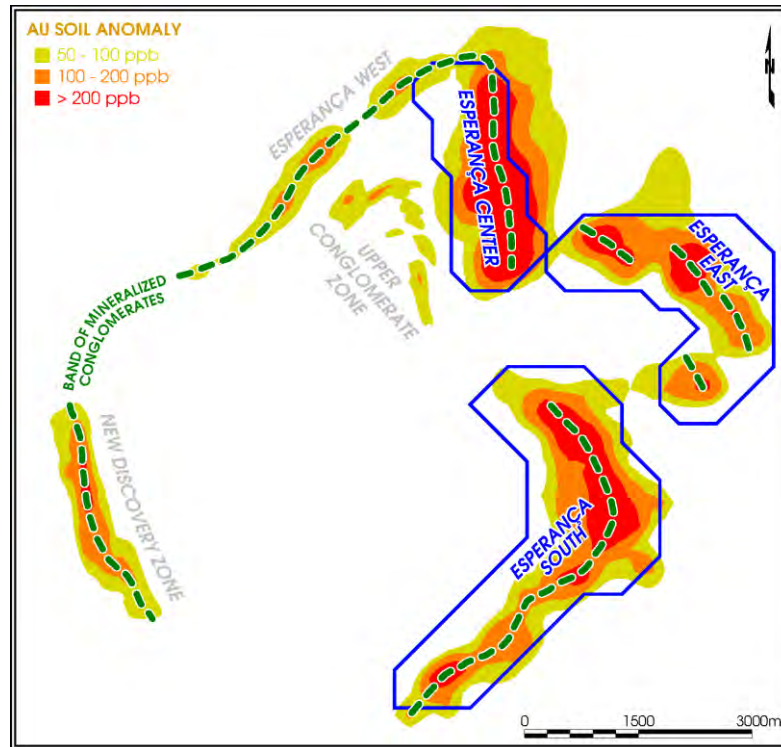 AU SOIL ANOMALY
50 - 100 ppb
100 - 200 ppb
> 200 ppb
N
ESPERANÇA WEST
ESPERANÇA CENTER
UPPER
CONGLOMERATE
ZONE
ESPERANÇA
EAST
BAND OF MINERALIZED
CONGLOMERATES
NEW DISCOVERY ZONE
ESPERANÇA
SOUTH
0 1500 3000m